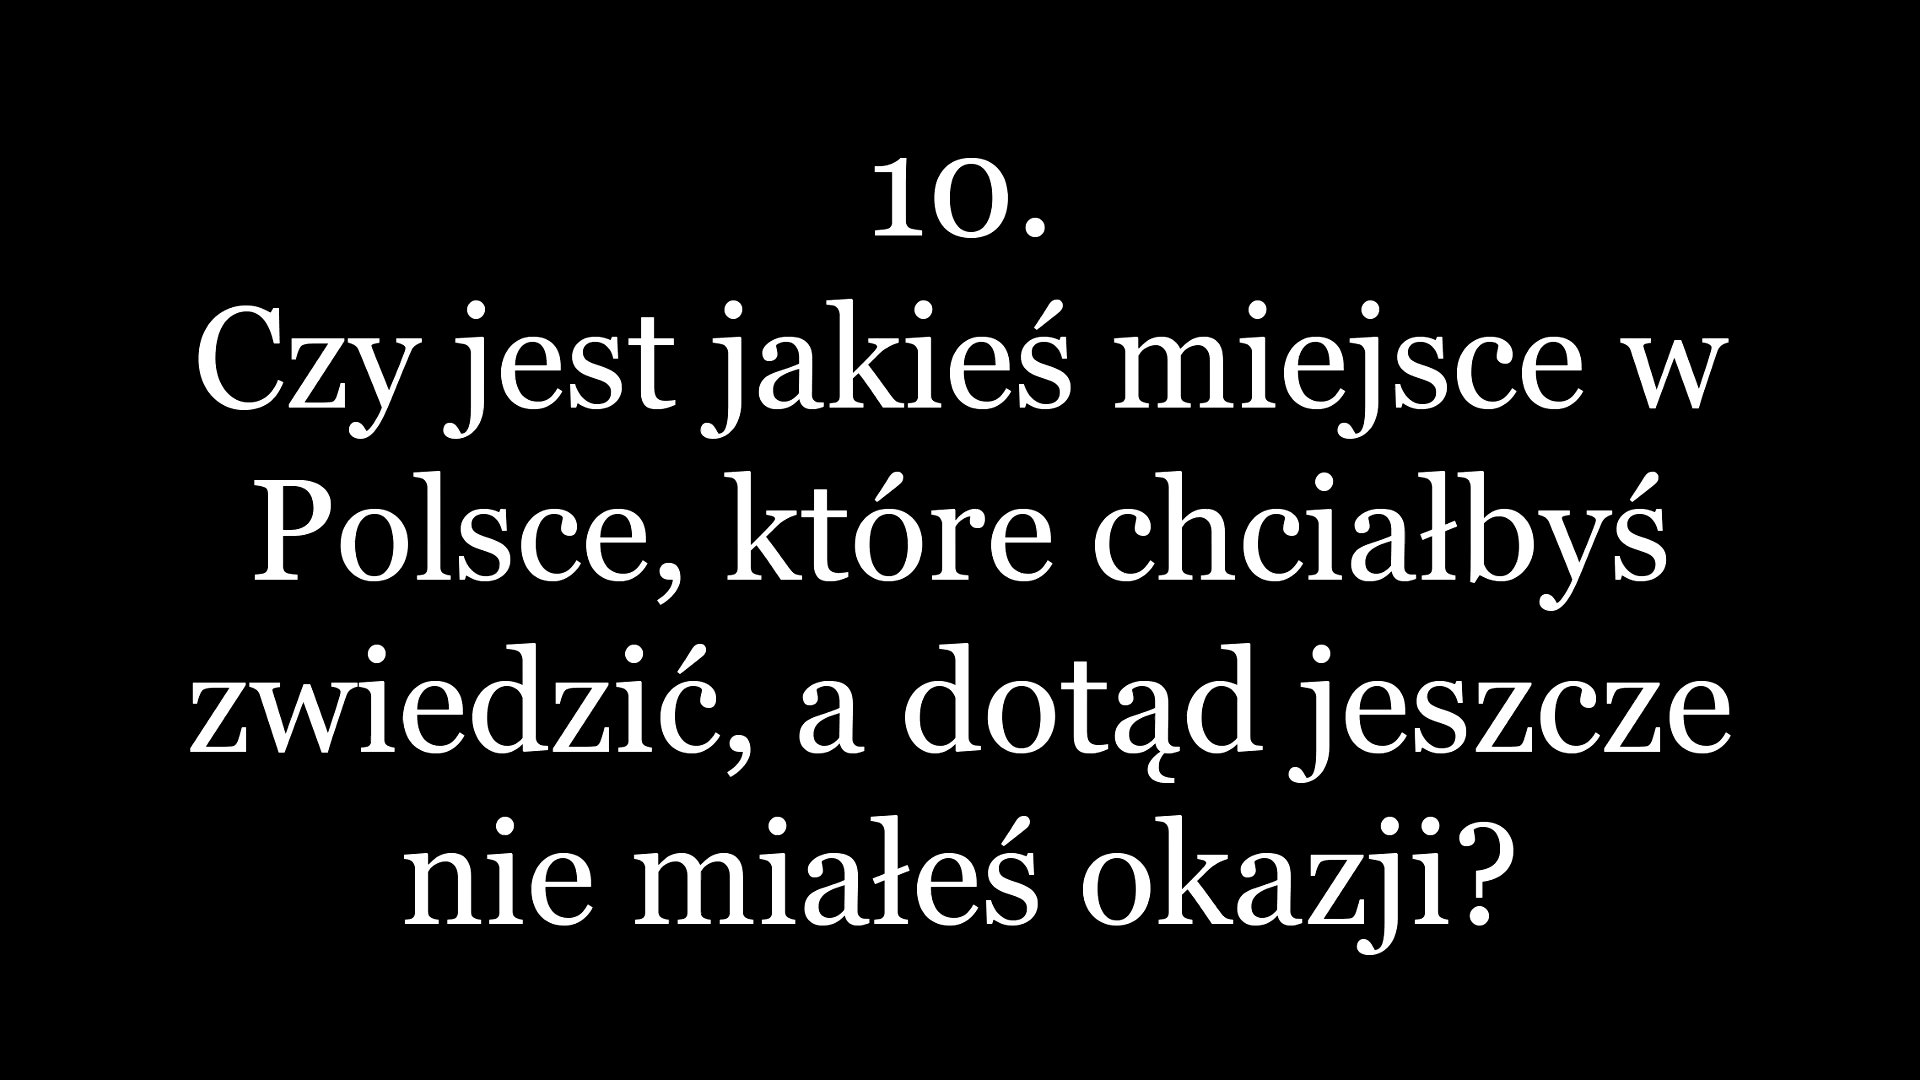 10.
Czy jest jakieś miejsce w
Polsce, które chciałbyś
zwiedzić, a dotąd jeszcze
nie miałeś okazji?